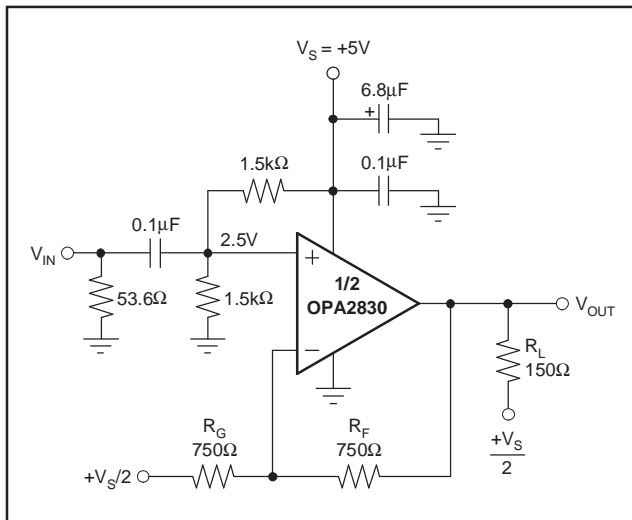 V_S = +5V
6.8μF
+
1.5kΩ
0.1μF
0.1μF
2.5V
V_IN
+
1/2
OPA2830
V_OUT
53.6Ω
1.5kΩ
−
R_L
150Ω
R_G
750Ω
R_F
750Ω
+V_S/2
+V_S
2